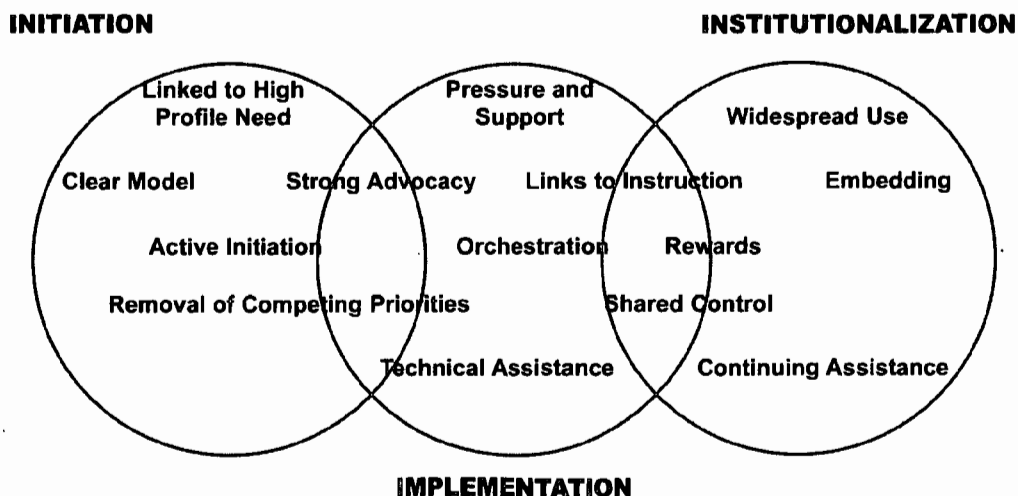 INITIATION
INSTITUTIONALIZATION
Linked to High
Profile Need
Pressure and
Support
Widespread Use
Clear Model
Strong Advocacy
Links to Instruction
Embedding
Active Initiation
Orchestration
Rewards
Removal of Competing Priorities
Shared Control
Technical Assistance
Continuing Assistance
IMPLEMENTATION